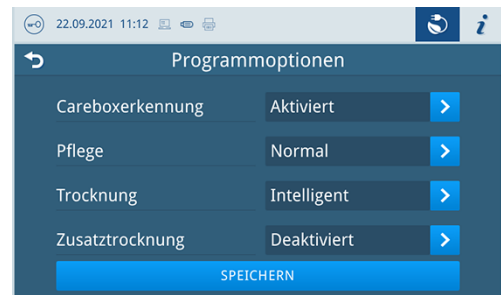 22.09.2021 11:12
i
Programmoptionen
Careboxerkennung Aktiviert
Pflege Normal
Trocknung Intelligent
Zusatztrocknung Deaktiviert
SPEICHERN